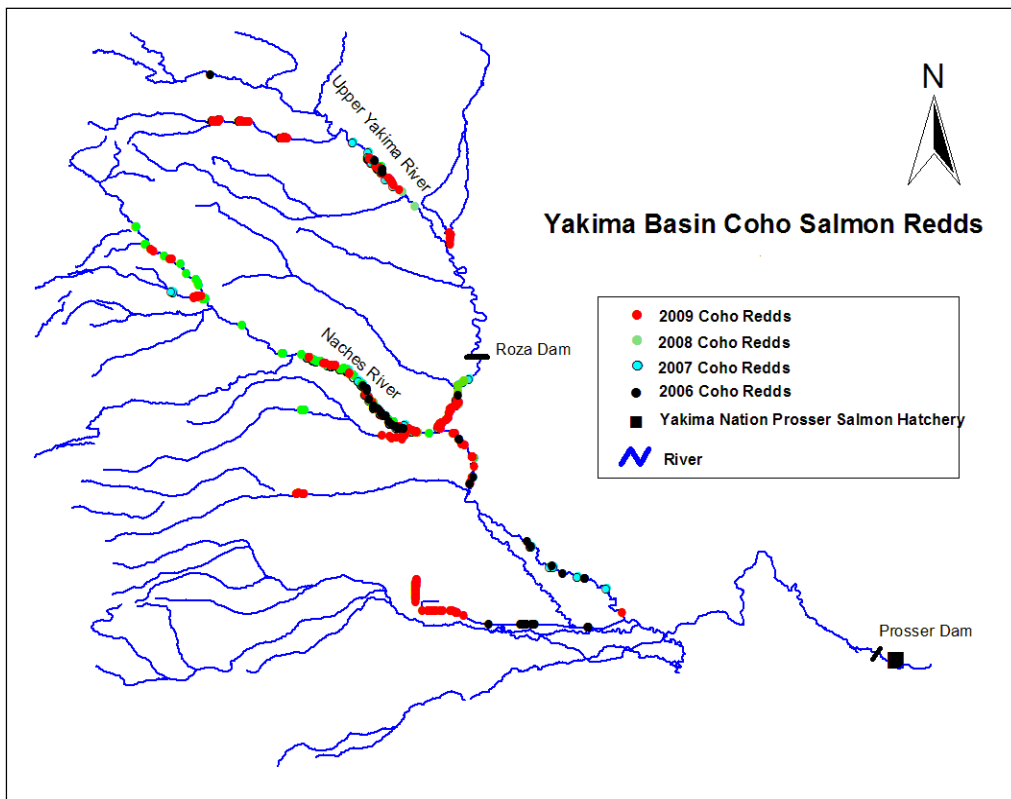 N
Upper Yakima River
Yakima Basin Coho Salmon Redds
2009 Coho Redds
2008 Coho Redds
2007 Coho Redds
2006 Coho Redds
Yakima Nation Prosser Salmon Hatchery
River
Roza Dam
Naches River
Prosser Dam